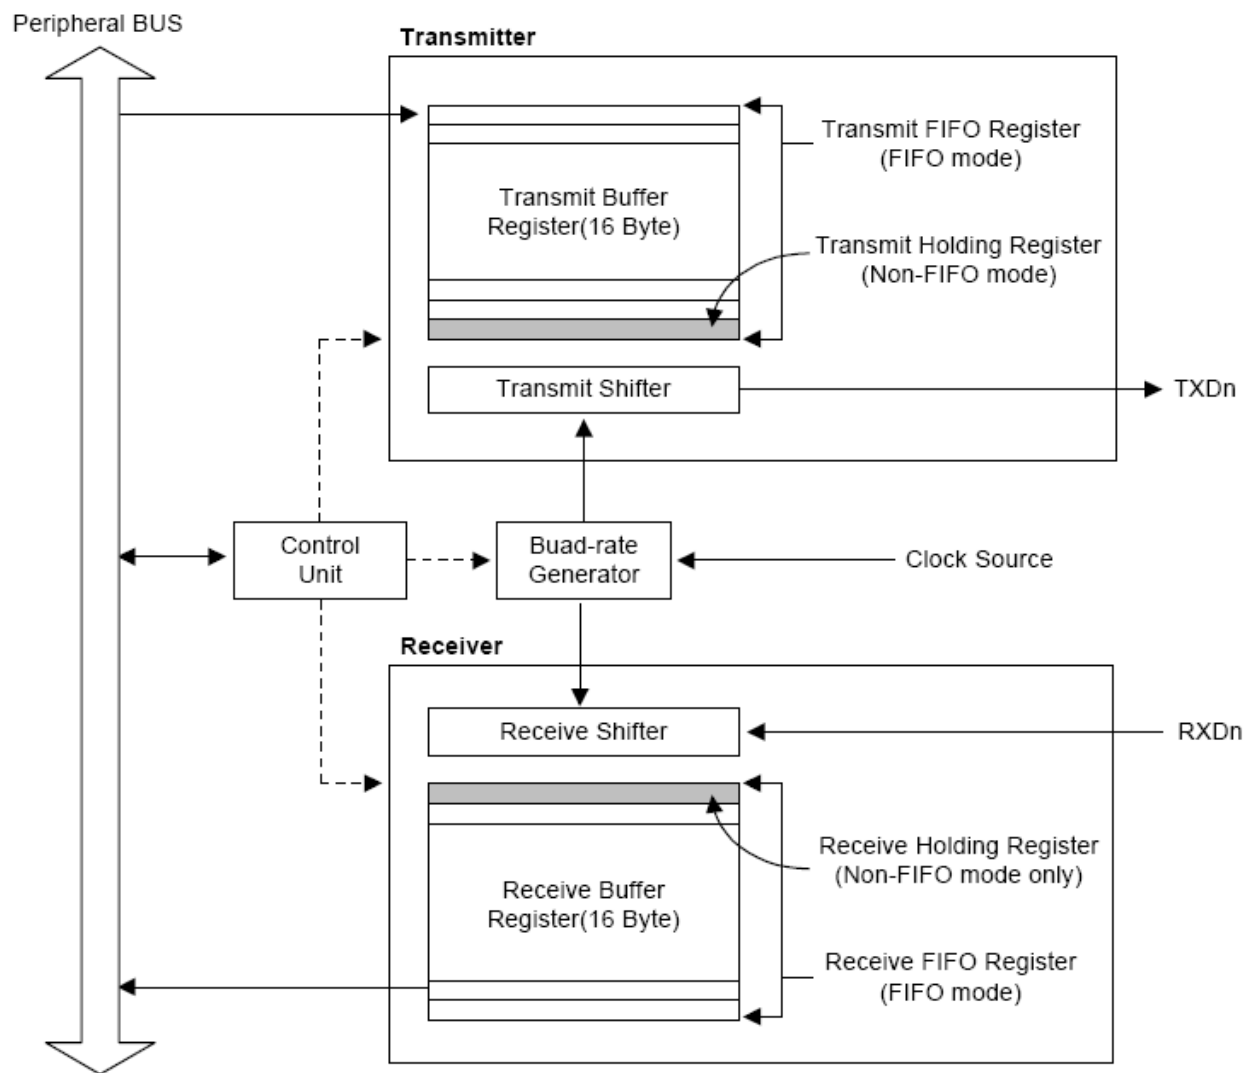 Peripheral BUS
Transmitter
Transmit FIFO Register
(FIFO mode)
Transmit Buffer
Register(16 Byte)
Transmit Holding Register
(Non-FIFO mode)
Transmit Shifter
TXDn
Control
Unit
Buad-rate
Generator
Clock Source
Receiver
Receive Shifter
RXDn
Receive Holding Register
(Non-FIFO mode only)
Receive Buffer
Register(16 Byte)
Receive FIFO Register
(FIFO mode)